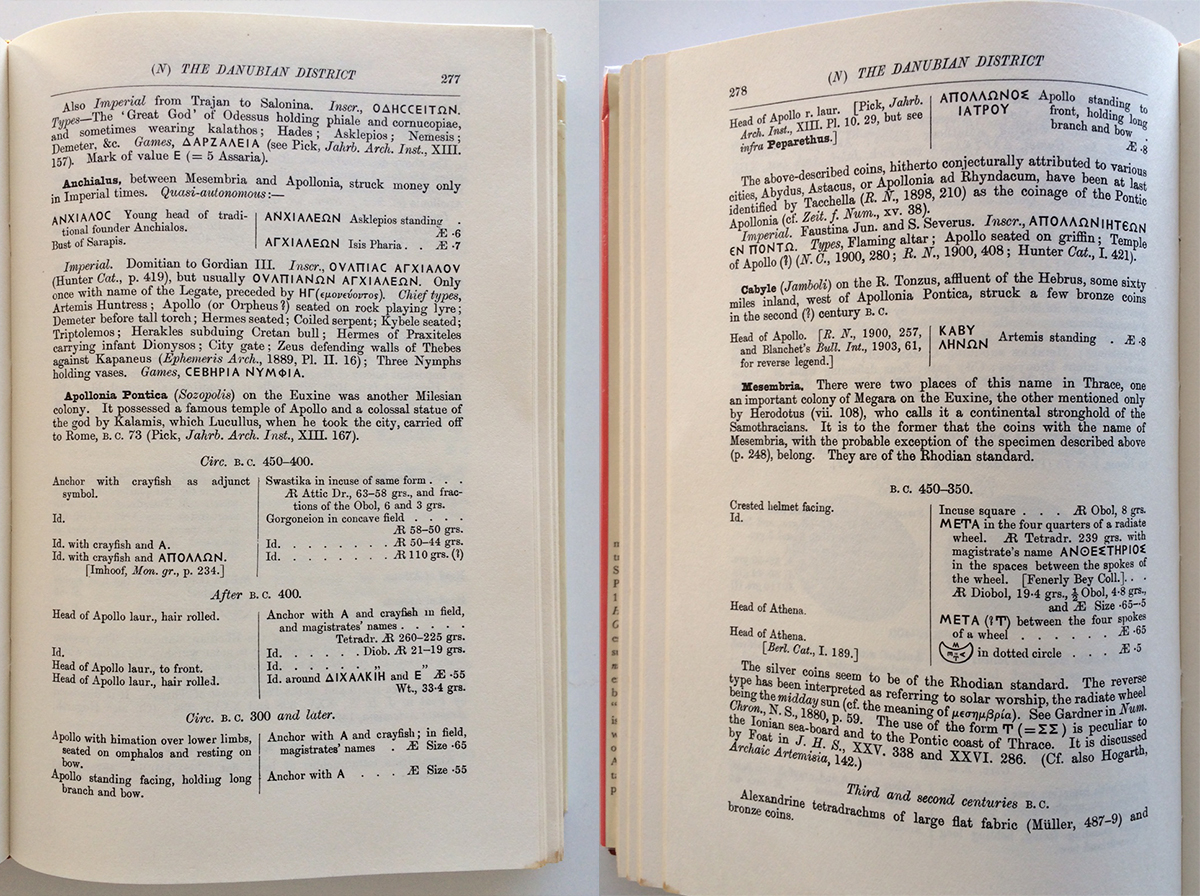 (N) THE DANUBIAN DISTRICT 277
Also Imperial from Trajan to Salonina. Inscr., ΟΔΗϹϹΕΙΤΩΝ.
Types—The 'Great God' of Odessus holding phiale and cornucopiae,
and sometimes wearing kalathos; Hades; Asklepios; Nemesis;
Demeter, &c. Games, ΔΑΡΖΑΛΕΙΑ (see Pick, Jahrb. Arch. Inst., XIII.
157). Mark of value Ε (= 5 Assaria).
Anchialus, between Mesembria and Apollonia, struck money only
in Imperial times. Quasi-autonomous:—
ΑΝΧΙΑΛΟϹ Young head of tradi-
tional founder Anchialos.
Bust of Sarapis.
ΑΝΧΙΑΛΕΩΝ Asklepios standing .
Æ ·6
ΑΓΧΙΑΛΕΩΝ Isis Pharia . . Æ ·7
Imperial. Domitian to Gordian III. Inscr., ΟΥΛΠΙΑϹ ΑΓΧΙΑΛΟΥ
(Hunter Cat., p. 419), but usually ΟΥΛΠΙΑΝΩΝ ΑΓΧΙΑΛΕΩΝ. Only
once with name of the Legate, preceded by ΗΓ(εμονεύοντος). Chief types,
Artemis Huntress; Apollo (or Orpheus?) seated on rock playing lyre;
Demeter before tall torch; Hermes seated; Coiled serpent; Kybele seated;
Triptolemos; Herakles subduing Cretan bull; Hermes of Praxiteles
carrying infant Dionysos; City gate; Zeus defending walls of Thebes
against Kapaneus (Ephemeris Arch., 1889, Pl. II. 16); Three Nymphs
holding vases. Games, ϹΕΒΗΡΙΑ ΝΥΜΦΙΑ.
Apollonia Pontica (Sozopolis) on the Euxine was another Milesian
colony. It possessed a famous temple of Apollo and a colossal statue of
the god by Kalamis, which Lucullus, when he took the city, carried off
to Rome, B. C. 73 (Pick, Jahrb. Arch. Inst., XIII. 167).
Circ. B. C. 450-400.
Anchor with crayfish as adjunct
symbol.
Id.
Id. with crayfish and Α.
Id. with crayfish and ΑΠΟΛΛΩΝ.
[Imhoof, Mon. gr., p. 234.]
Swastika in incuse of same form . . .
Æ Attic Dr., 63-58 grs., and frac-
tions of the Obol, 6 and 3 grs.
Gorgoneion in concave field . . . .
Ꜹ 58-50 grs.
Id. . . . . . . . Ꜹ 50-44 grs.
Id. . . . . . . . Ꜹ 110 grs. (?)
After B. C. 400.
Head of Apollo laur., hair rolled.
Id.
Head of Apollo laur., to front.
Head of Apollo laur., hair rolled.
Anchor with Α and crayfish in field,
and magistrates' names . . . . .
Tetradr. Ꜹ 260-225 grs.
Id. . . . . . Diob. Ꜹ 21-19 grs.
Id. . . . . . „ „
Id. around ΔΙΧΑΛΚΙΗ and Ε Æ ·55
Wt., 33·4 grs.
Circ. B. C. 300 and later.
Apollo with himation over lower limbs,
seated on omphalos and resting on
bow.
Apollo standing facing, holding long
branch and bow.
Anchor with Α and crayfish; in field,
magistrates' names . Æ Size ·65
Anchor with Α . . . Æ Size ·55
278 (N) THE DANUBIAN DISTRICT
Head of Apollo r. laur. [Pick, Jahrb.
Arch. Inst., XIII. Pl. 10. 29, but see
infra Peparethus.]
ΑΠΟΛΛΩΝΟΣ Apollo standing to
ΙΑΤΡΟΥ front, holding long
branch and bow .
Æ ·8
The above-described coins, hitherto conjecturally attributed to various
cities, Abydus, Astacus, or Apollonia ad Rhyndacum, have been at last
identified by Tacchella (R. N., 1898, 210) as the coinage of the Pontic
Apollonia (cf. Zeit. f. Num., xv. 38).
Imperial. Faustina Jun. and S. Severus. Inscr., ΑΠΟΛΛΩΝΙΗΤΕΩΝ
ΕΝ ΠΟΝΤΩ. Types, Flaming altar; Apollo seated on griffin; Temple
of Apollo (?) (N. C., 1900, 280; R. N., 1900, 408; Hunter Cat., I. 421).
Cabyle (Jamboli) on the R. Tonzus, affluent of the Hebrus, some sixty
miles inland, west of Apollonia Pontica, struck a few bronze coins
in the second (?) century B. C.
Head of Apollo. [R. N., 1900, 257,
and Blanchet's Bull. Int., 1903, 61,
for reverse legend.]
ΚΑΒΥ
ΛΗΝΩΝ Artemis standing . Æ ·8
Mesembria. There were two places of this name in Thrace, one
an important colony of Megara on the Euxine, the other mentioned only
by Herodotus (vii. 108), who calls it a continental stronghold of the
Samothracians. It is to the former that the coins with the name of
Mesembria, with the probable exception of the specimen described above
(p. 248), belong. They are of the Rhodian standard.
B. C. 450-350.
Crested helmet facing.
Id.
Head of Athena.
Head of Athena.
[Berl. Cat., I. 189.]
Incuse square . . . Ꜹ Obol, 8 grs.
ΜΕΤΑ in the four quarters of a radiate
wheel. Ꜹ Tetradr. 239 grs. with
magistrate's name ΑΝΘΕΣΤΗΡΙΟΣ
in the spaces between the spokes of
the wheel. [Fenerly Bey Coll.]. . .
Ꜹ Diobol, 19·4 grs., ½ Obol, 4·8 grs.,
and Æ Size ·65-·5
ΜΕΤΑ (?Ͳ) between the four spokes
of a wheel . . . . . . Æ ·65
in dotted circle . . . Æ ·5
The silver coins seem to be of the Rhodian standard. The reverse
type has been interpreted as referring to solar worship, the radiate wheel
being the midday sun (cf. the meaning of μεσημβρία). See Gardner in Num.
Chron., N. S., 1880, p. 59. The use of the form Ͳ (= ΣΣ) is peculiar to
the Ionian sea-board and to the Pontic coast of Thrace. It is discussed
by Foat in J. H. S., XXV. 338 and XXVI. 286. (Cf. also Hogarth,
Archaic Artemisia, 142.)
Third and second centuries B. C.
Alexandrine tetradrachms of large flat fabric (Müller, 487-9) and
bronze coins.